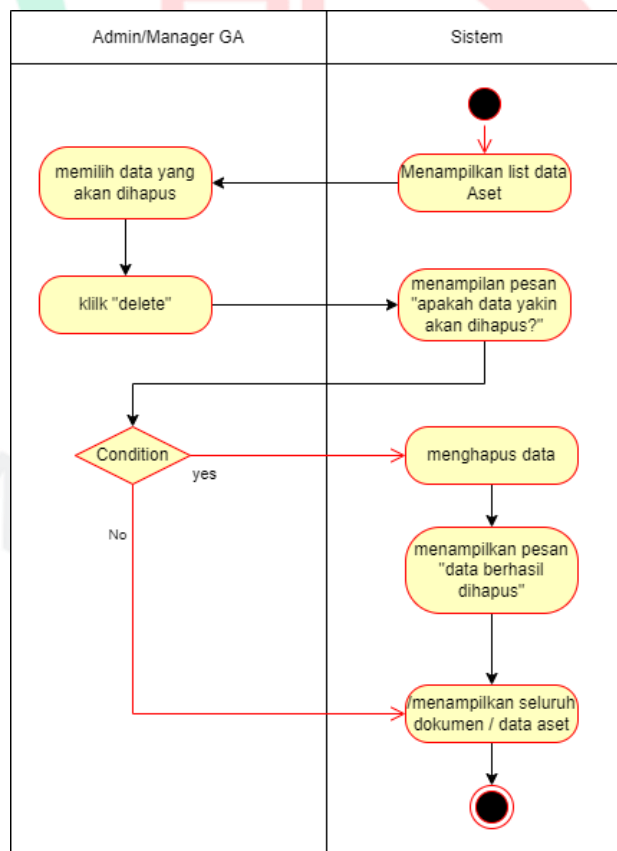 Admin/Manager GA
Sistem
Menampilkan list data
Aset
memilih data yang
akan dihapus
klilk "delete"
menampilan pesan
"apakah data yakin
akan dihapus?"
Condition
yes
No
menghapus data
menampilkan pesan
"data berhasil
dihapus"
/menampilkan seluruh
dokumen / data aset